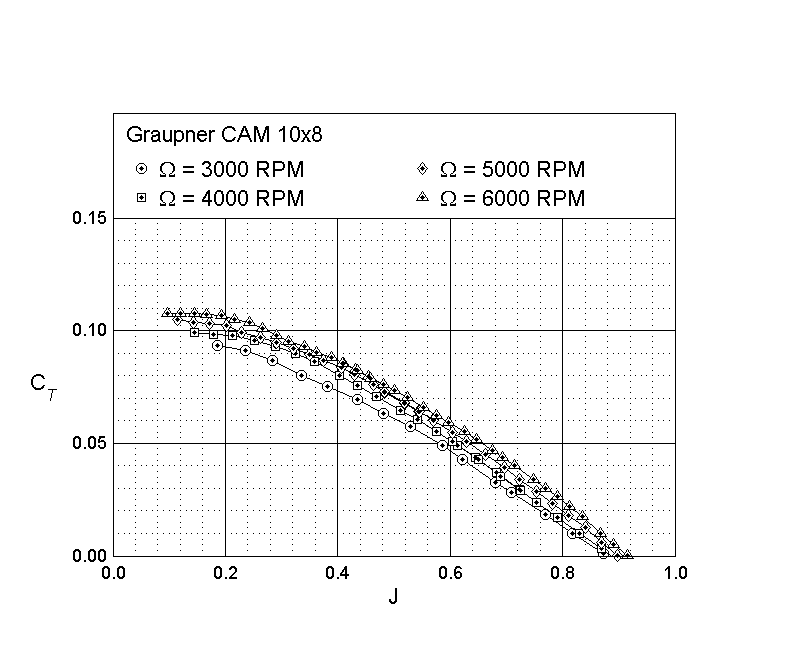 Graupner CAM 10x8
Ω = 3000 RPM
Ω = 5000 RPM
Ω = 4000 RPM
Ω = 6000 RPM
0.15
0.10
C_T
0.05
0.00
0.0 0.2 0.4 0.6 0.8 1.0
J